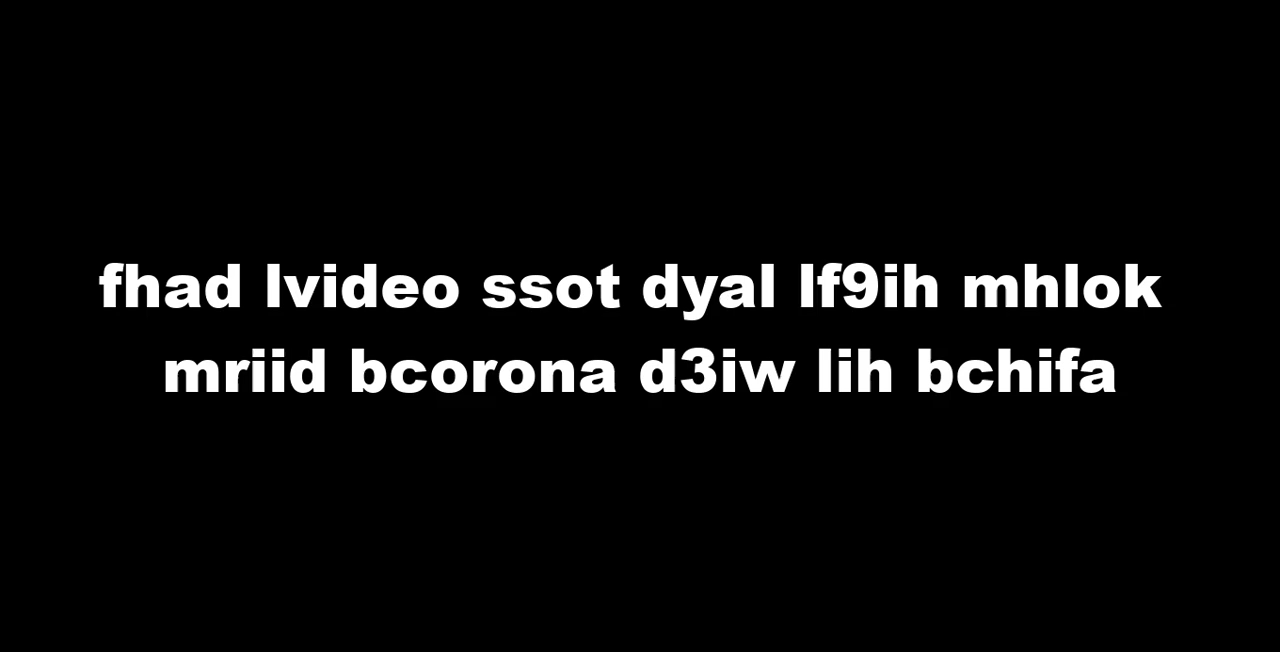 fhad lvideo ssot dyal lf9ih mhlok
mriid bcorona d3iw lih bchifa